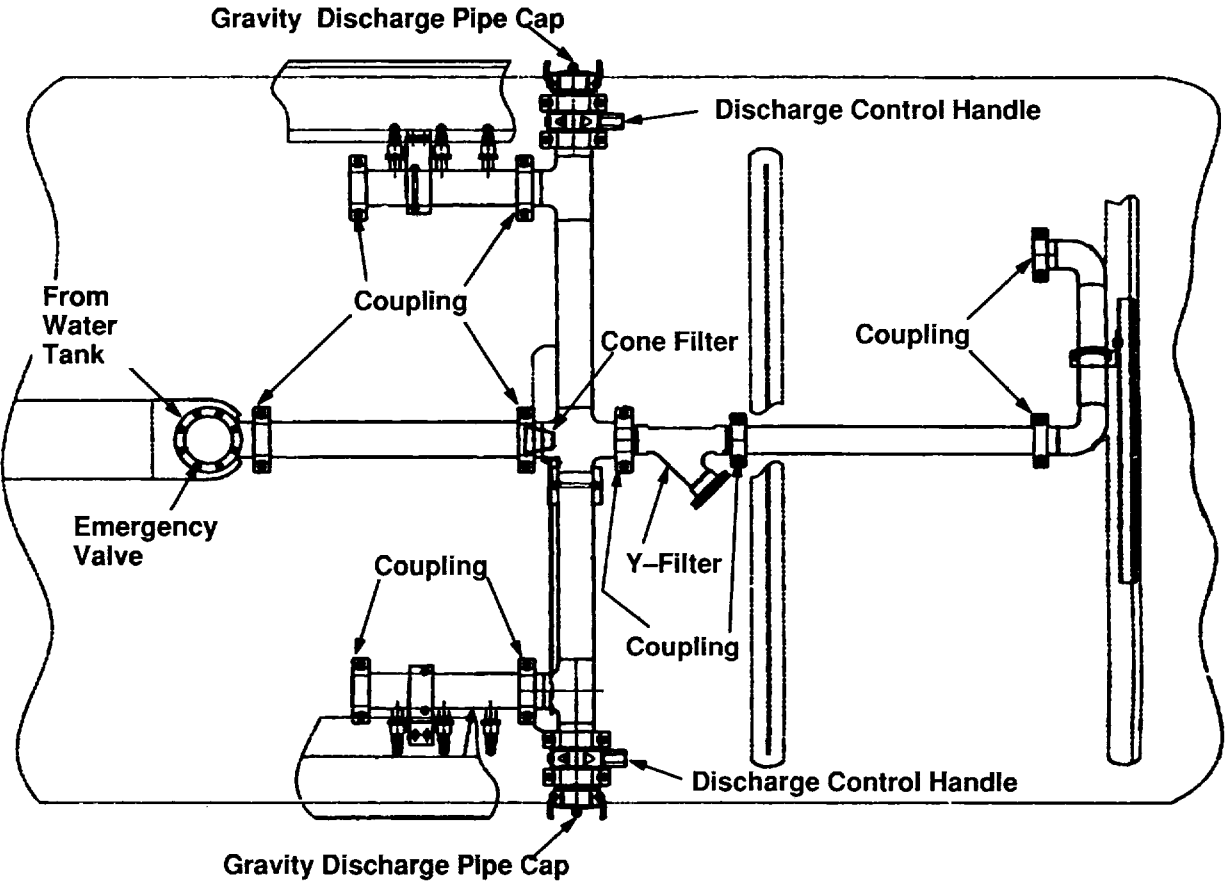 Gravity Discharge Pipe Cap
Discharge Control Handle
From
Water
Tank
Coupling
Cone Filter
Coupling
Emergency
Valve
Coupling
Y–Filter
Coupling
Discharge Control Handle
Gravity Discharge Pipe Cap